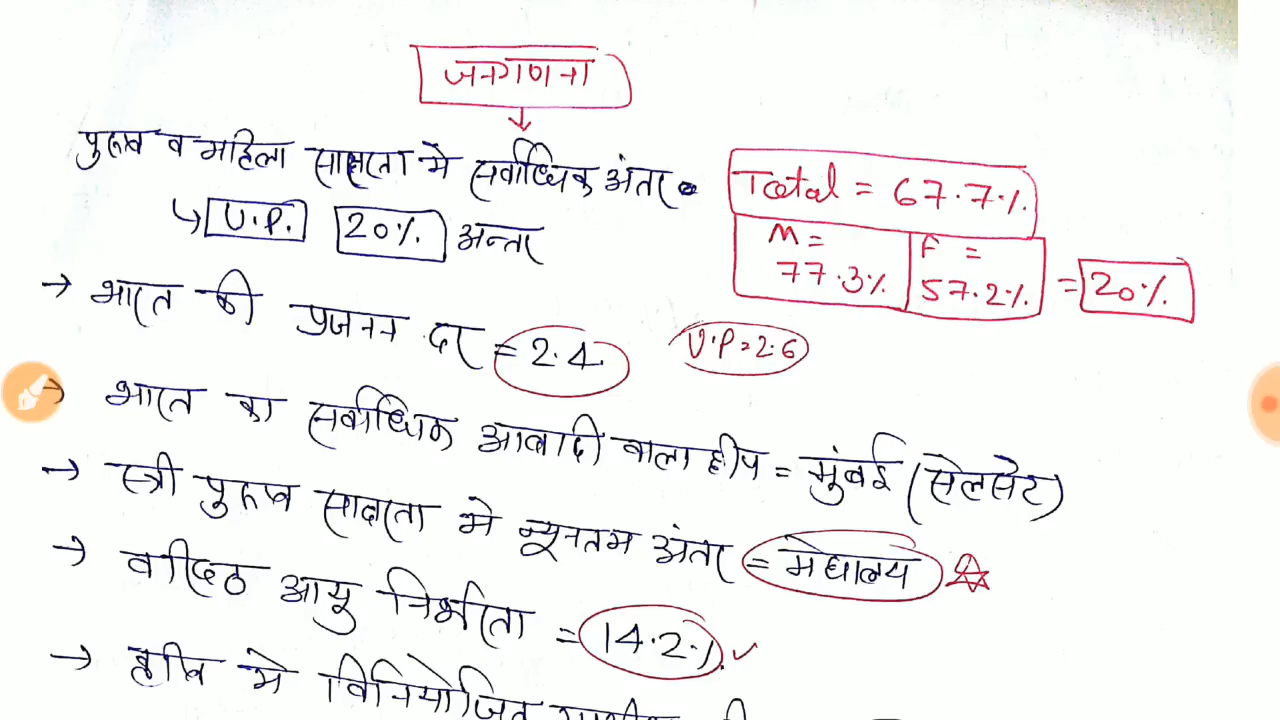 जनगणना
पुरूष व महिला साक्षरता मे सर्वाधिक अंतर
U.P. 20% अन्तर
Total = 67.7%
M = 77.3%
F = 57.2%
= 20%
→ भारत की प्रजनन दर = 2.4
U.P = 2.6
→ भारत का सर्वाधिक आबादी वाला द्वीप = मुंबई (सेलसेट)
→ स्त्री पुरूष साक्षरता मे न्यूनतम अंतर = मेघालय
→ वरिष्ठ आयु निर्भरता = 14.2%
→ कृषि मे विनियोजित